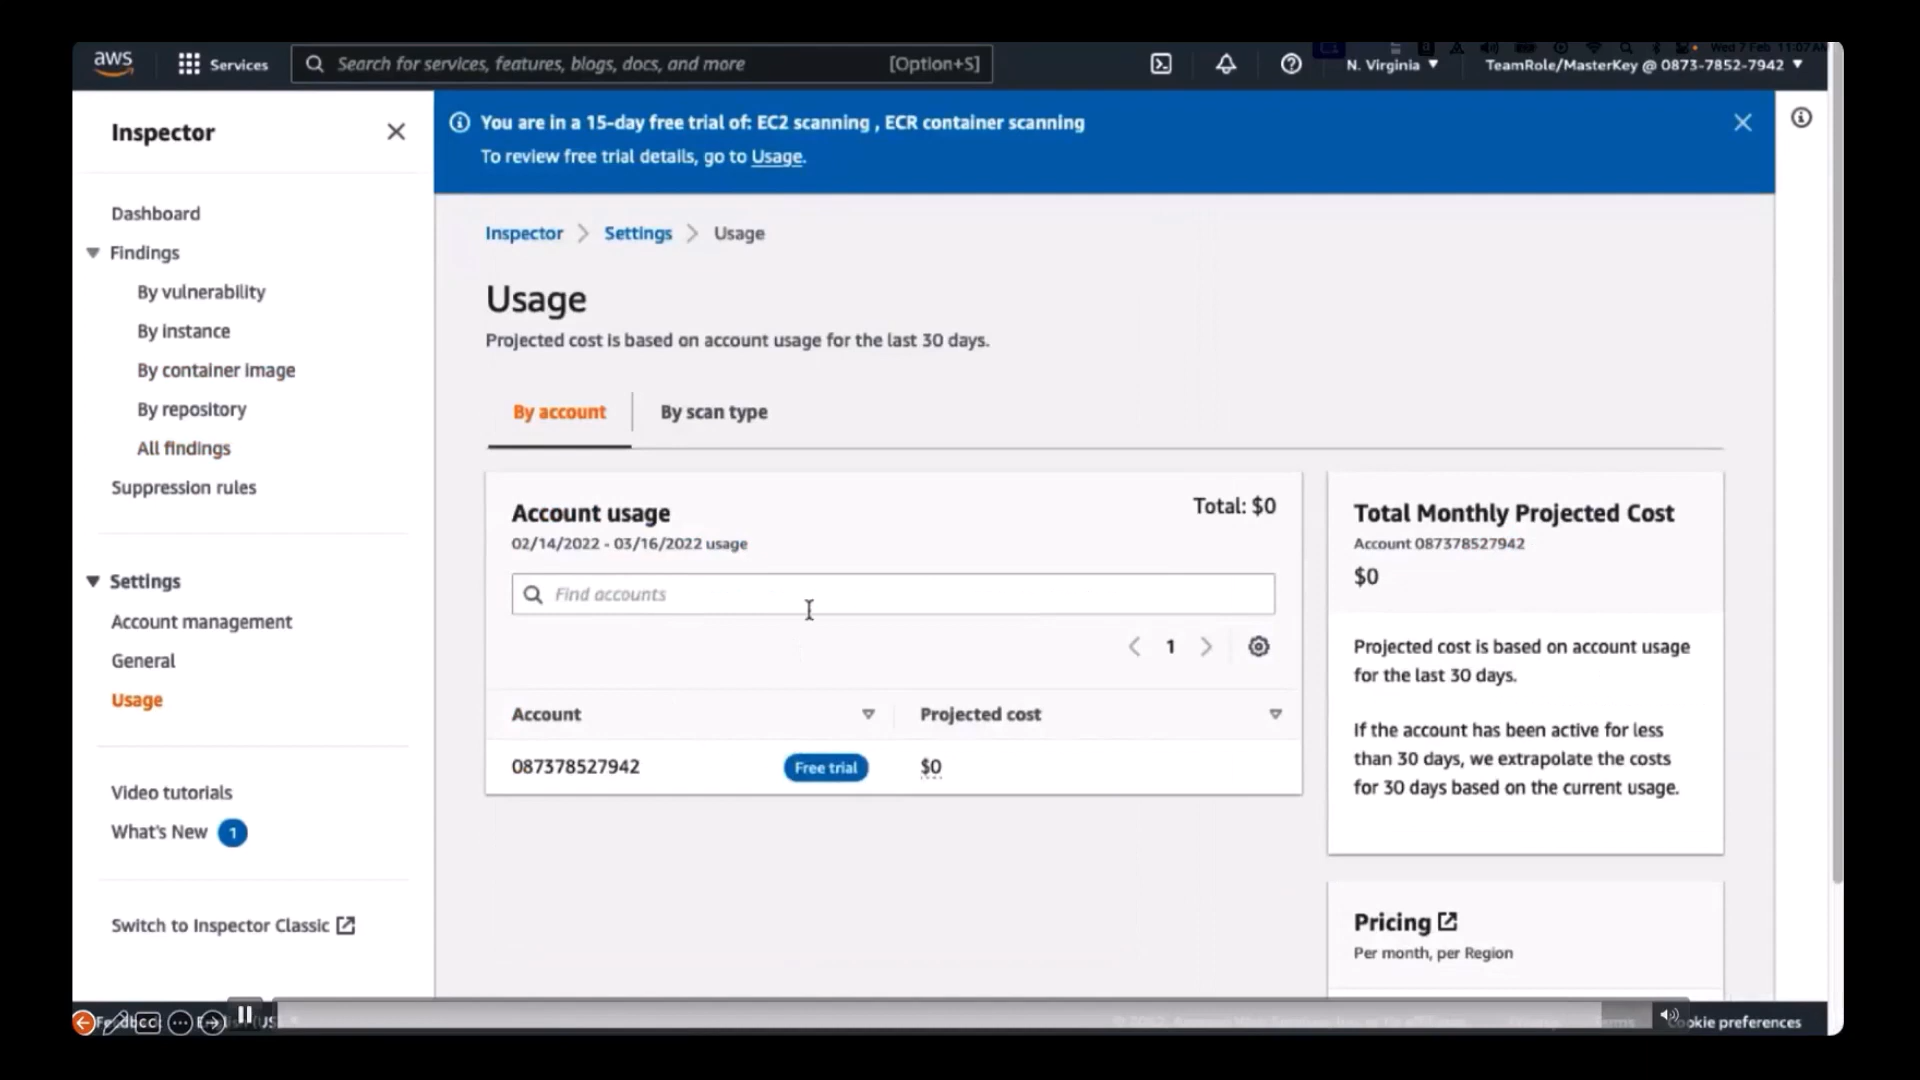 aws
Services
Search for services, features, blogs, docs, and more
[Option+S]
Wed 7 Feb 11:07AM
N. Virginia ▼
TeamRole/MasterKey @ 0873-7852-7942 ▼
Inspector
Dashboard
Findings
By vulnerability
By instance
By container image
By repository
All findings
Suppression rules
Settings
Account management
General
Usage
Video tutorials
What's New 1
Switch to Inspector Classic
You are in a 15-day free trial of: EC2 scanning , ECR container scanning
To review free trial details, go to Usage.
Inspector > Settings > Usage
Usage
Projected cost is based on account usage for the last 30 days.
By account
By scan type
Account usage
Total: $0
02/14/2022 - 03/16/2022 usage
Find accounts
1
Account
Projected cost
087378527942 Free trial $0
Total Monthly Projected Cost
Account 087378527942
$0
Projected cost is based on account usage
for the last 30 days.
If the account has been active for less
than 30 days, we extrapolate the costs
for 30 days based on the current usage.
Pricing
Per month, per Region
cookie preferences